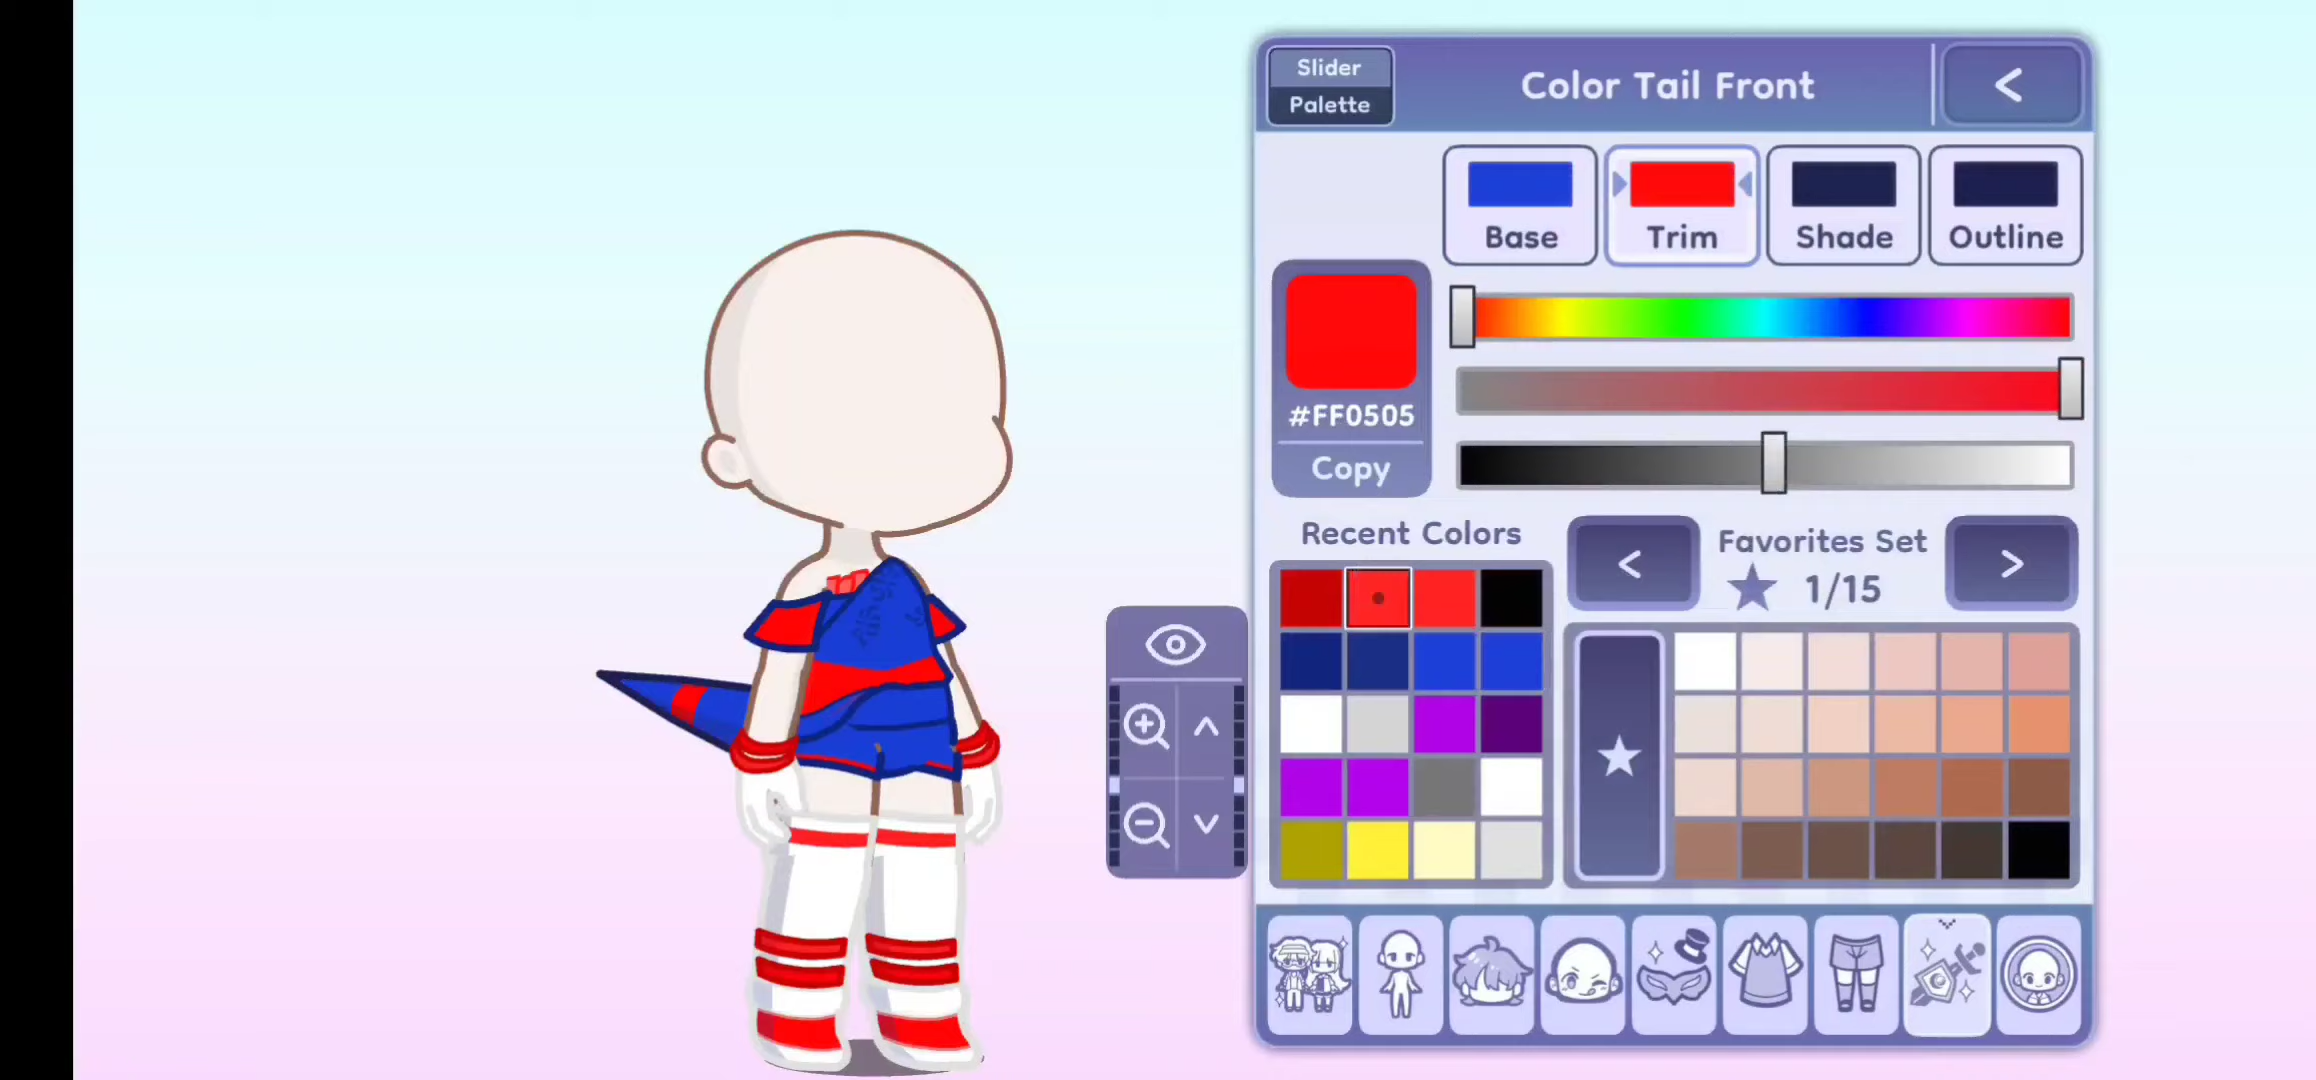 Slider
Palette
Color Tail Front
Base
Trim
Shade
Outline
#FF0505
Copy
Recent Colors
Favorites Set
1/15